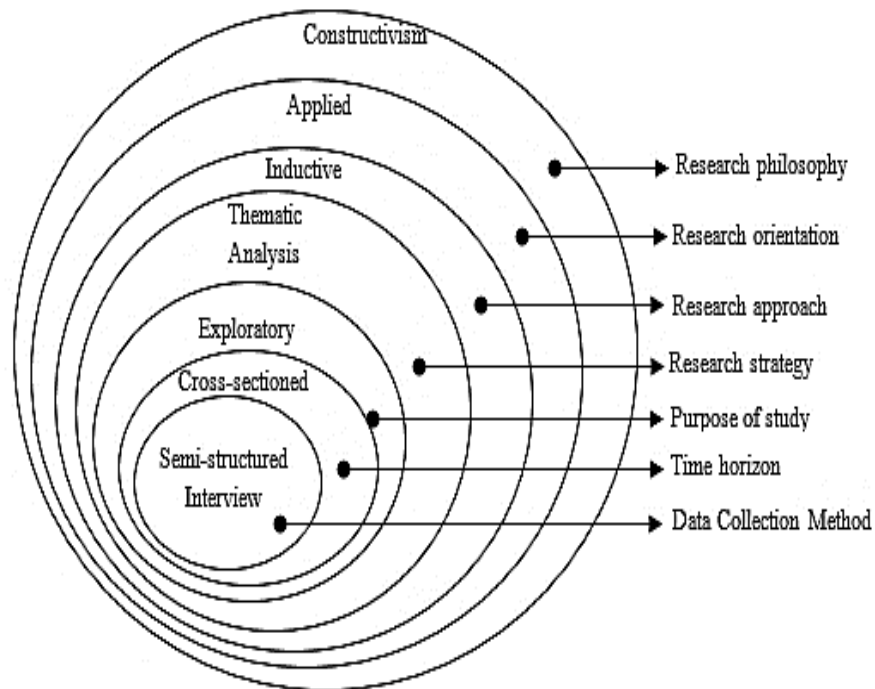 Constructivism
Applied
Inductive
Thematic
Analysis
Exploratory
Cross-sectioned
Semi-structured
Interview
Research philosophy
Research orientation
Research approach
Research strategy
Purpose of study
Time horizon
Data Collection Method